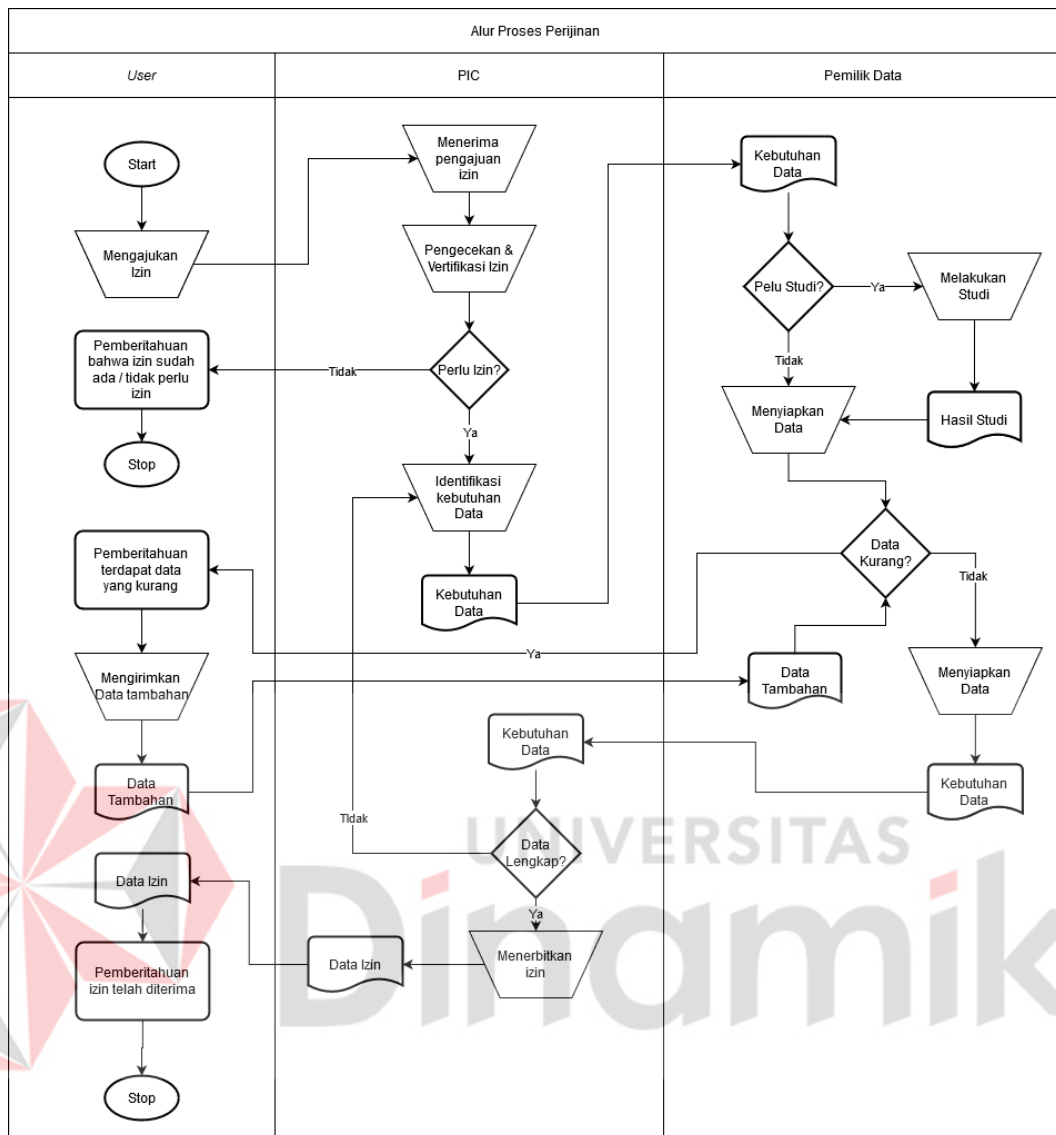 Alur Proses Perijinan
User
PIC
Pemilik Data
Start
Mengajukan
Izin
Pemberitahuan
bahwa izin sudah
ada / tidak perlu
izin
Stop
Pemberitahuan
terdapat data
yang kurang
Mengirimkan
Data tambahan
Data
Tambahan
Data Izin
Pemberitahuan
izin telah diterima
Stop
Menerima
pengajuan
izin
Pengecekan &
Vertifikasi Izin
Perlu Izin?
Tidak
Ya
Identifikasi
kebutuhan
Data
Kebutuhan
Data
Ya
Kebutuhan
Data
Tidak
Data
Lengkap?
Ya
Menerbitkan
izin
Data Izin
Kebutuhan
Data
Pelu Studi?
Ya
Melakukan
Studi
Tidak
Menyiapkan
Data
Hasil Studi
Data
Kurang?
Tidak
Data
Tambahan
Menyiapkan
Data
Kebutuhan
Data
UNIVERSITAS
Dinamik